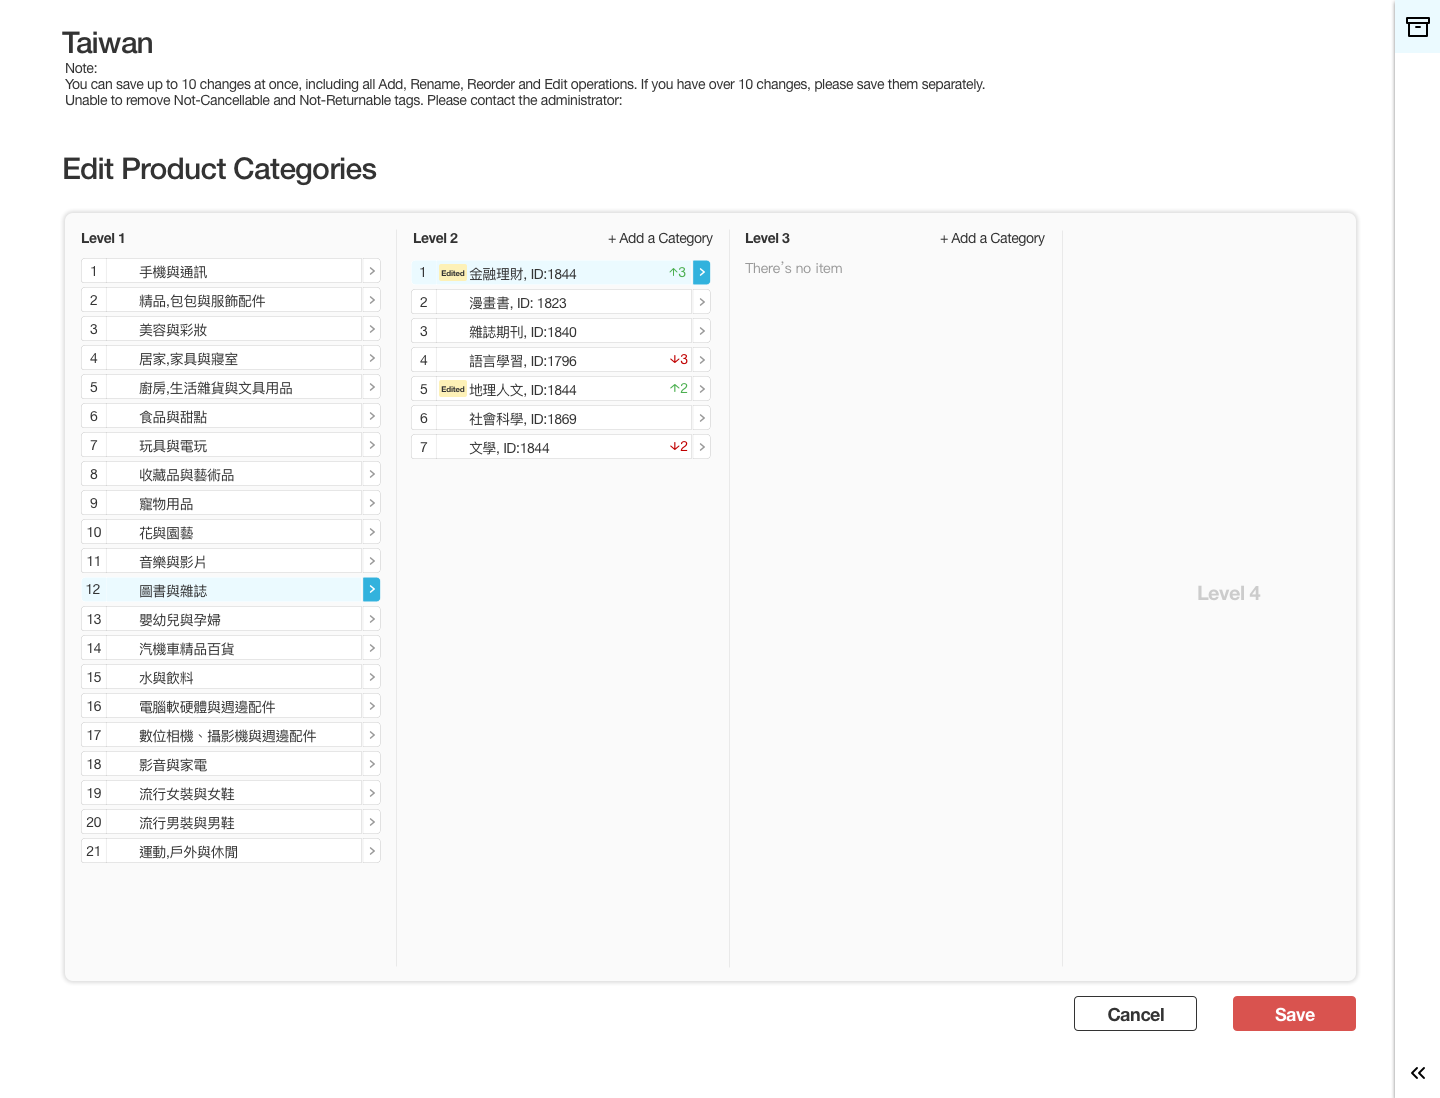 Taiwan
Note:
You can save up to 10 changes at once, including all Add, Rename, Reorder and Edit operations. If you have over 10 changes, please save them separately.
Unable to remove Not-Cancellable and Not-Returnable tags. Please contact the administrator:
Edit Product Categories
Level 1
1 手機與通訊
2 精品,包包與服飾配件
3 美容與彩妝
4 居家,家具與寢室
5 廚房,生活雜貨與文具用品
6 食品與甜點
7 玩具與電玩
8 收藏品與藝術品
9 寵物用品
10 花與園藝
11 音樂與影片
12 圖書與雜誌
13 嬰幼兒與孕婦
14 汽機車精品百貨
15 水與飲料
16 電腦軟硬體與週邊配件
17 數位相機、攝影機與週邊配件
18 影音與家電
19 流行女裝與女鞋
20 流行男裝與男鞋
21 運動,戶外與休閒
Level 2 + Add a Category
1 Edited 金融理財, ID:1844 ↑3
2 漫畫書, ID: 1823
3 雜誌期刊, ID:1840
4 語言學習, ID:1796 ↓3
5 Edited 地理人文, ID:1844 ↑2
6 社會科學, ID:1869
7 文學, ID:1844 ↓2
Level 3 + Add a Category
There's no item
Level 4
Cancel
Save